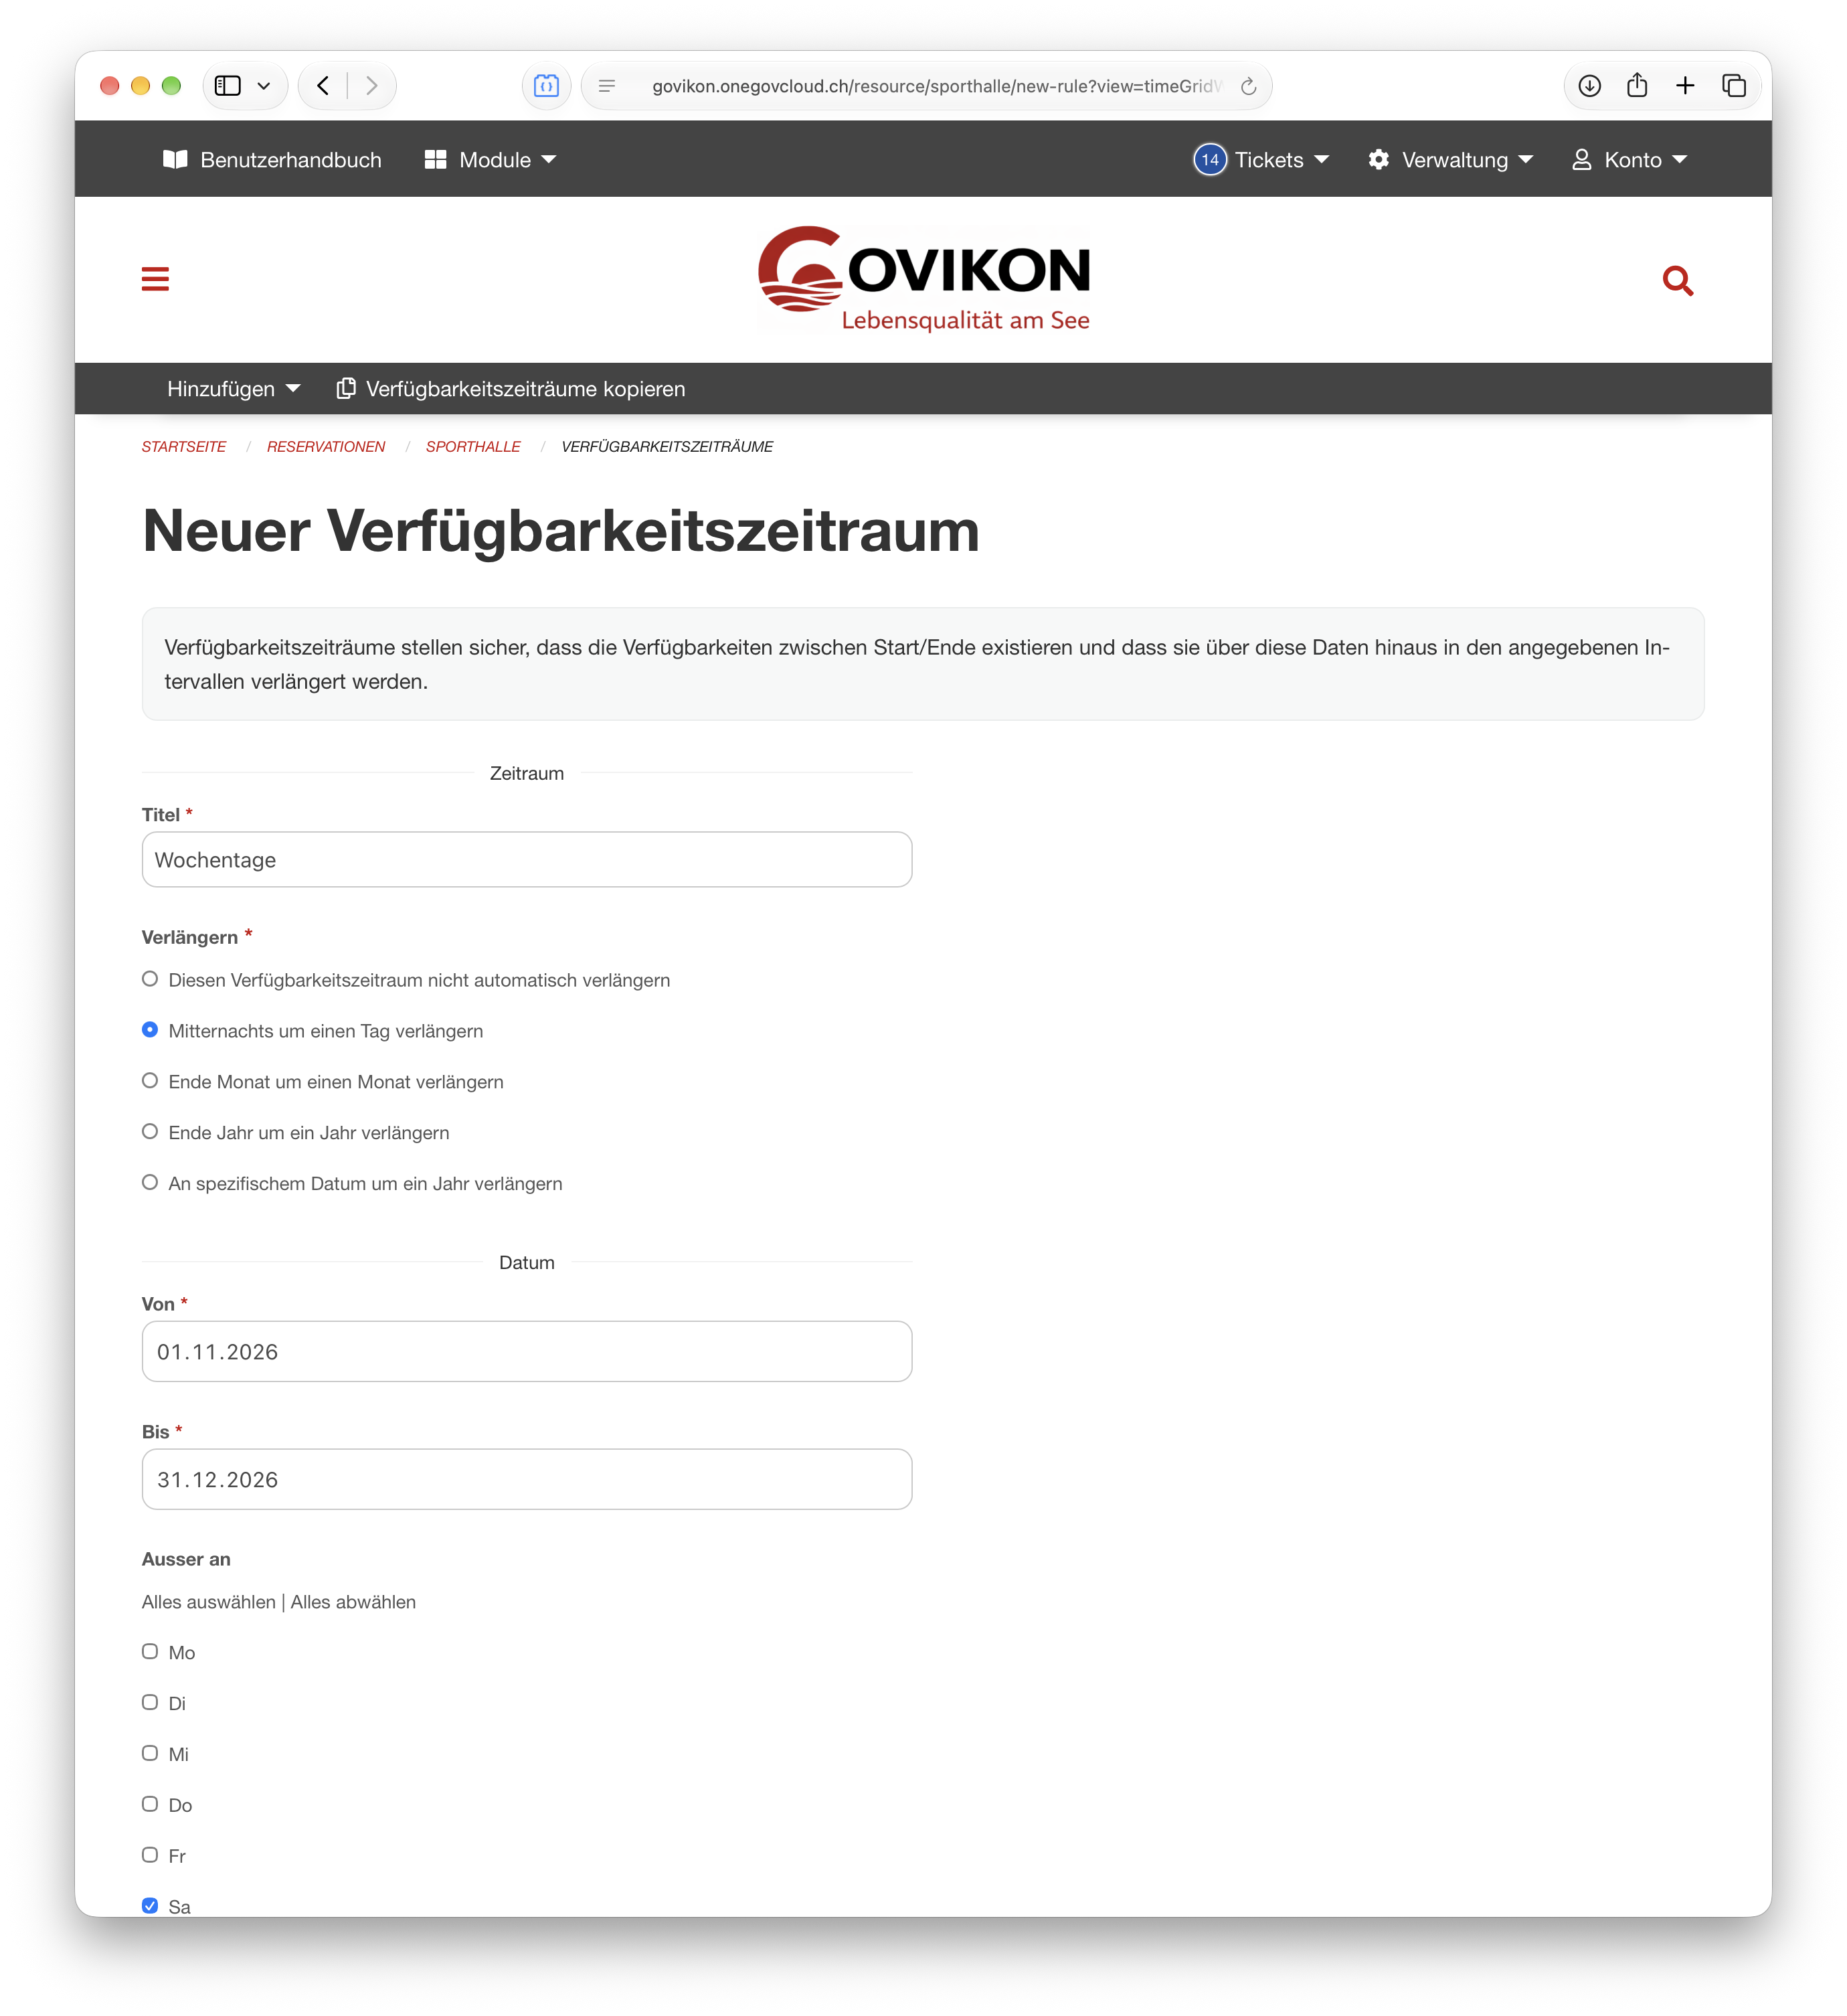 govikon.onegovcloud.ch/resource/sporthalle/new-rule?view=timeGridW
Benutzerhandbuch Module 14 Tickets Verwaltung Konto
GOVIKON
Lebensqualität am See
Hinzufügen Verfügbarkeitszeiträume kopieren
STARTSEITE / RESERVATIONEN / SPORTHALLE / VERFÜGBARKEITSZEITRÄUME
Neuer Verfügbarkeitszeitraum
Verfügbarkeitszeiträume stellen sicher, dass die Verfügbarkeiten zwischen Start/Ende existieren und dass sie über diese Daten hinaus in den angegebenen In-
tervallen verlängert werden.
Zeitraum
Titel *
Wochentage
Verlängern *
Diesen Verfügbarkeitszeitraum nicht automatisch verlängern
Mitternachts um einen Tag verlängern
Ende Monat um einen Monat verlängern
Ende Jahr um ein Jahr verlängern
An spezifischem Datum um ein Jahr verlängern
Datum
Von *
01.11.2026
Bis *
31.12.2026
Ausser an
Alles auswählen | Alles abwählen
Mo
Di
Mi
Do
Fr
Sa